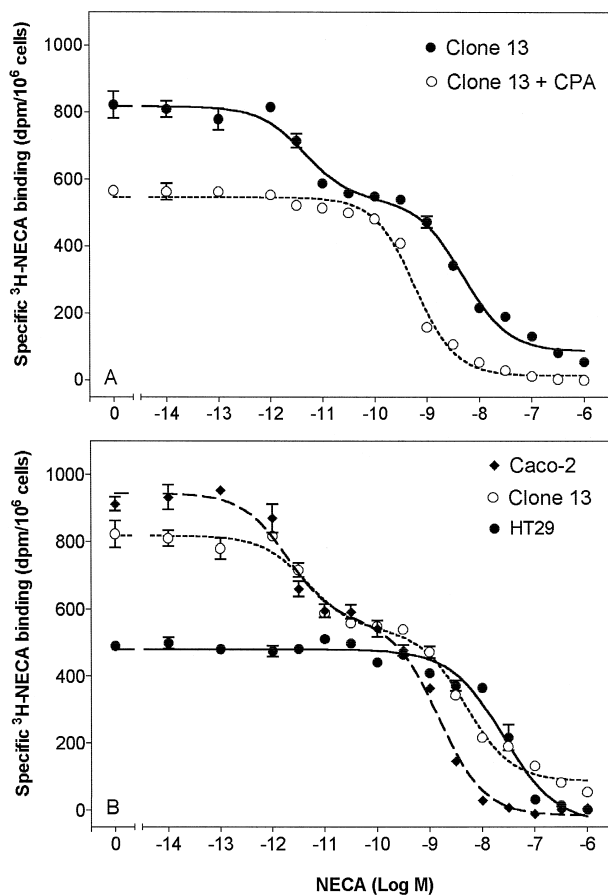 1000
800
600
400
200
0
Specific ³H-NECA binding (dpm/10⁶ cells)
Clone 13
Clone 13 + CPA
A
0 -14 -13 -12 -11 -10 -9 -8 -7 -6
1000
800
600
400
200
0
Specific ³H-NECA binding (dpm/10⁶ cells)
Caco-2
Clone 13
HT29
B
0 -14 -13 -12 -11 -10 -9 -8 -7 -6
NECA (Log M)